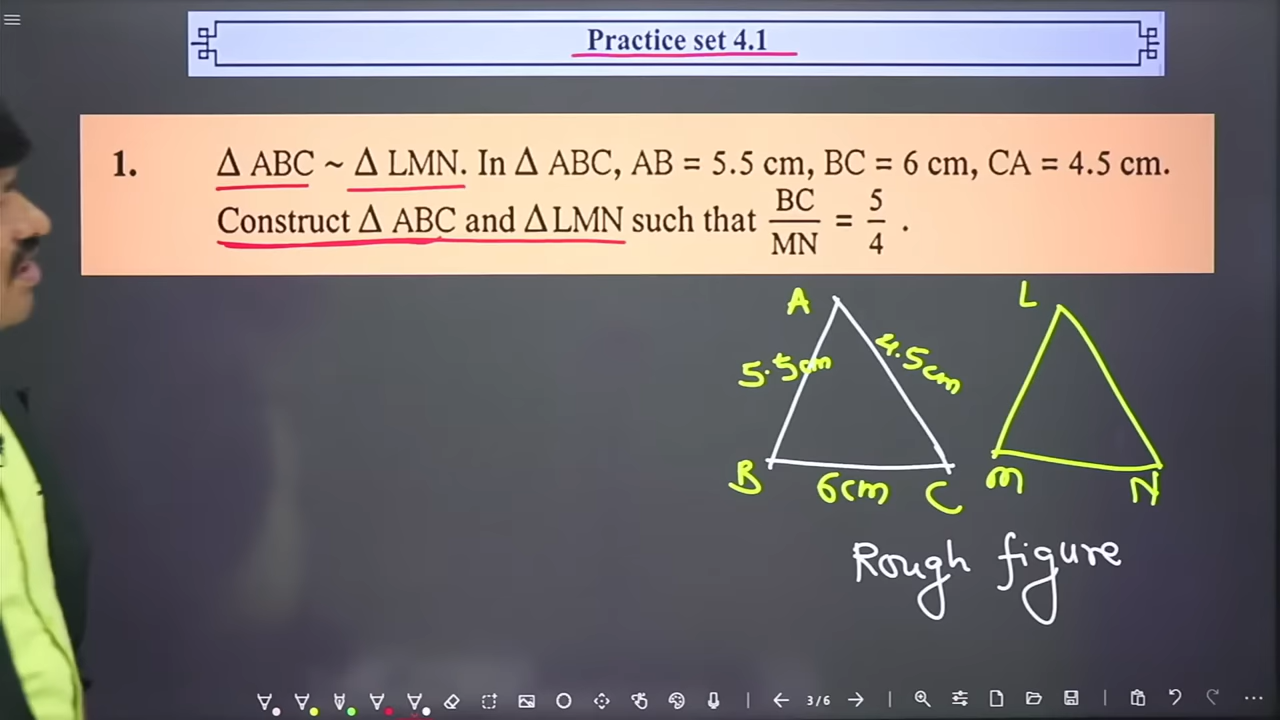 Practice set 4.1
1. Δ ABC ~ Δ LMN. In Δ ABC, AB = 5.5 cm, BC = 6 cm, CA = 4.5 cm.
Construct Δ ABC and Δ LMN such that BC/MN = 5/4 .
A L
5.5cm 4.5cm
B 6cm C M N
Rough figure
3/6